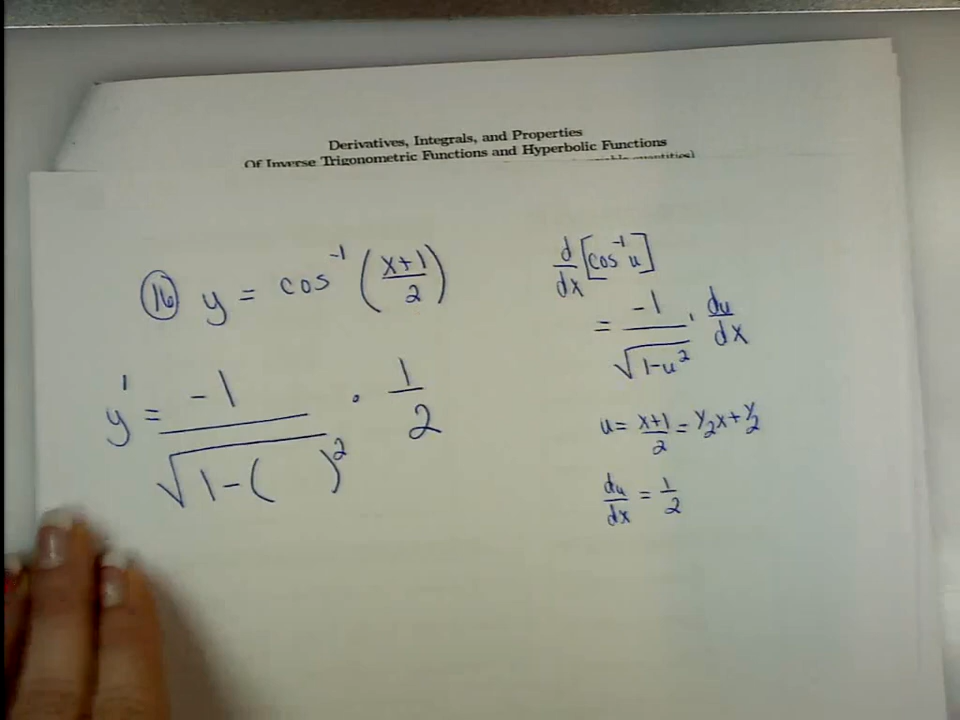 Derivatives, Integrals, and Properties
Of Inverse Trigonometric Functions and Hyperbolic Functions
quantities)
(16) y = cos⁻¹ ((x+1)/2)
y' = -1/√(1-( )²) · 1/2
d/dx [cos⁻¹ u]
= -1/√(1-u²) · du/dx
u = (x+1)/2 = 1/2x + 1/2
du/dx = 1/2